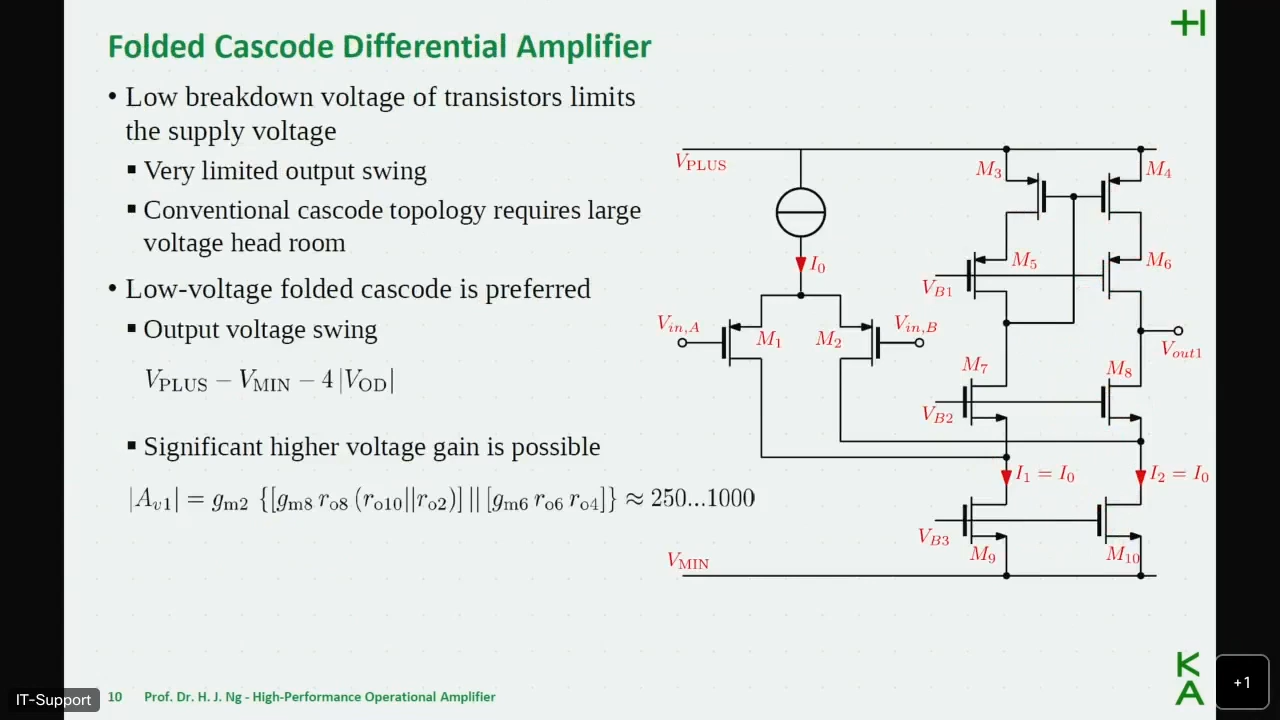 Folded Cascode Differential Amplifier
• Low breakdown voltage of transistors limits
the supply voltage
▪ Very limited output swing
▪ Conventional cascode topology requires large
voltage head room
• Low-voltage folded cascode is preferred
▪ Output voltage swing
V_PLUS − V_MIN − 4 |V_OD|
▪ Significant higher voltage gain is possible
|A_v1| = g_m2 {[g_m8 r_o8 (r_o10||r_o2)] || [g_m6 r_o6 r_o4]} ≈ 250...1000
V_PLUS
M_3
M_4
I_0
M_5
M_6
V_B1
V_in,A
M_1
M_2
V_in,B
V_out1
M_7
M_8
V_B2
I_1 = I_0
I_2 = I_0
V_B3
M_9
M_10
V_MIN
H
K
A
+1
IT-Support
10 Prof. Dr. H. J. Ng - High-Performance Operational Amplifier